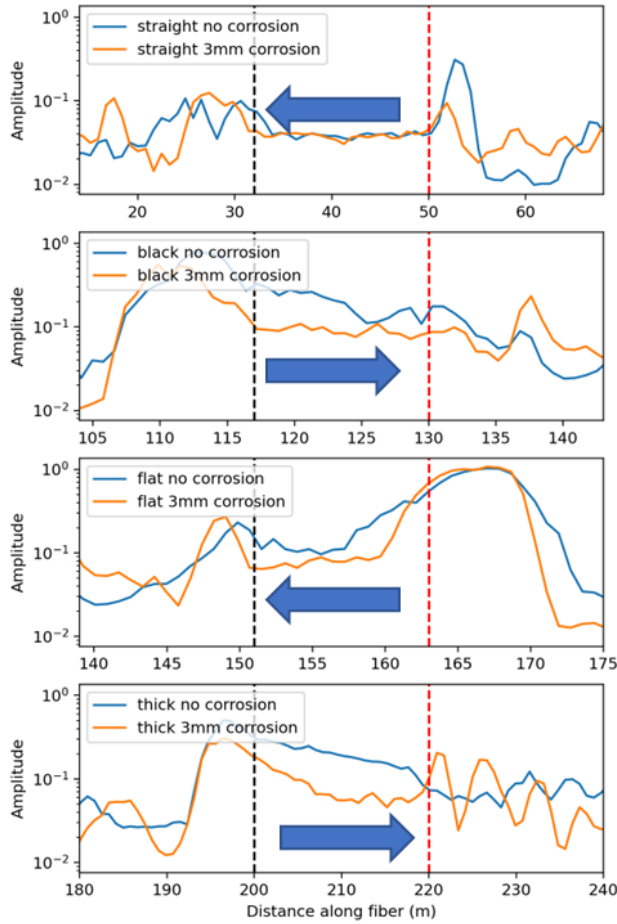 10⁰
10⁻¹
10⁻²
Amplitude
straight no corrosion
straight 3mm corrosion
20 30 40 50 60
10⁰
10⁻¹
10⁻²
Amplitude
black no corrosion
black 3mm corrosion
105 110 115 120 125 130 135 140
10⁰
10⁻¹
10⁻²
Amplitude
flat no corrosion
flat 3mm corrosion
140 145 150 155 160 165 170 175
10⁰
10⁻¹
10⁻²
Amplitude
thick no corrosion
thick 3mm corrosion
180 190 200 210 220 230 240
Distance along fiber (m)